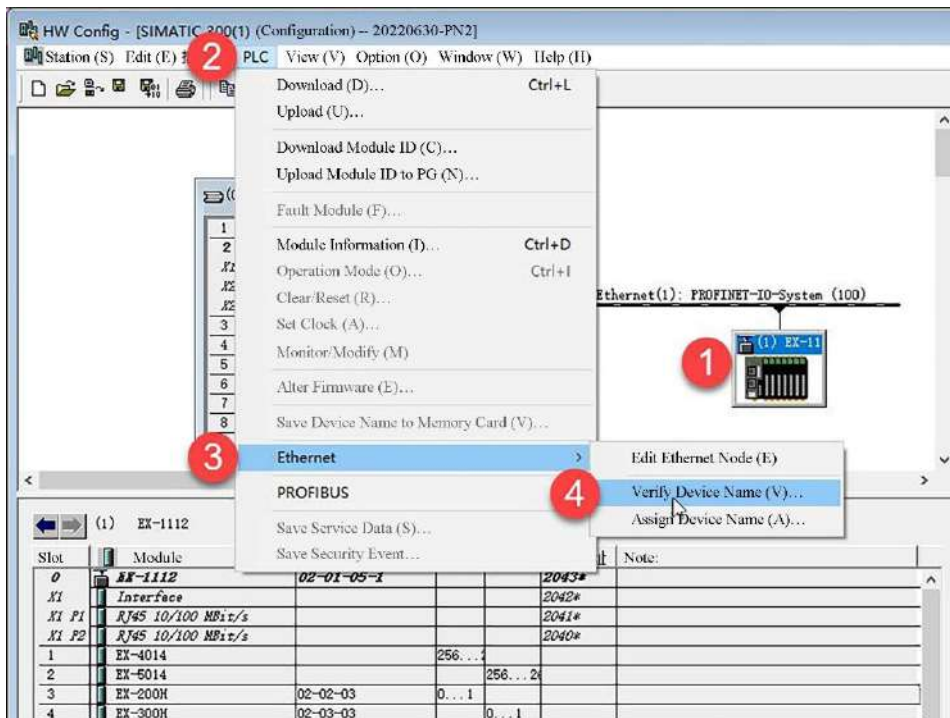 HW Config - [SIMATIC 300(1) (Configuration) -- 20220630-PN2]
Station (S) Edit (E) PLC View (V) Option (O) Window (W) Help (H)
2
Download (D)... Ctrl+L
Upload (U)...
Download Module ID (C)...
Upload Module ID to PG (N)...
Fault Module (F)...
Module Information (I)... Ctrl+D
Operation Mode (O)... Ctrl+I
Clear/Reset (R)...
Set Clock (A)...
Monitor/Modify (M)
Alter Firmware (E)...
Save Device Name to Memory Card (V)...
3
Ethernet
PROFIBUS
Save Service Data (S)...
Save Security Event...
4
Edit Ethernet Node (E)
Verify Device Name (V)...
Assign Device Name (A)...
1
2
X1
X2
X2
3
4
5
6
7
8
Ethernet(1): PROFINET-IO-System (100)
1
(1) EX-11
(1) EX-1112
Slot Module Note:
0 EX-1112 02-01-05-1 2043*
X1 Interface 2042*
X1 P1 RJ45 10/100 MBit/s 2041*
X1 P2 RJ45 10/100 MBit/s 2040*
1 EX-4014 256...
2 EX-5014 256...
3 EX-200H 02-02-03 0...1
4 EX-300H 02-03-03 0...1